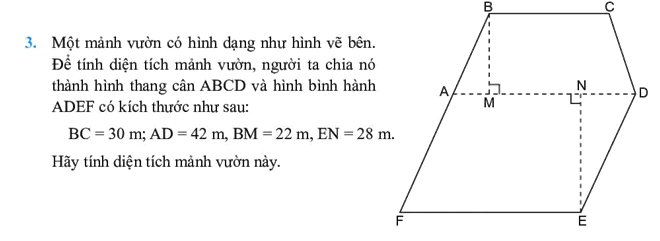 3. Một mảnh vườn có hình dạng như hình vẽ bên.
Để tính diện tích mảnh vườn, người ta chia nó
thành hình thang cân ABCD và hình bình hành
ADEF có kích thước như sau:
BC = 30 m; AD = 42 m, BM = 22 m, EN = 28 m.
Hãy tính diện tích mảnh vườn này.
B C
A M N D
F E